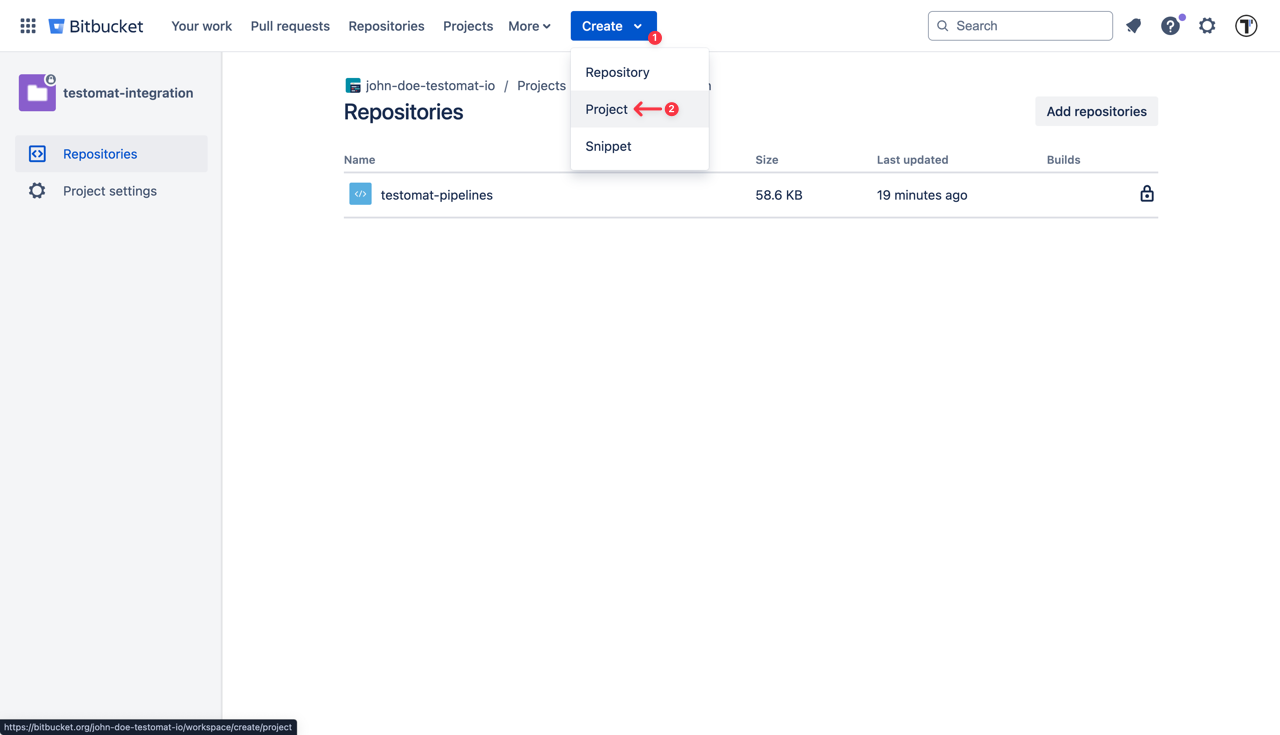 Bitbucket Your work Pull requests Repositories Projects More Create Search
1
testomat-integration
Repositories
Project settings
john-doe-testomat-io / Projects n
Repositories
Add repositories
Repository
Project 2
Snippet
Name Size Last updated Builds
testomat-pipelines 58.6 KB 19 minutes ago
https://bitbucket.org/john-doe-testomat-io/workspace/create/project